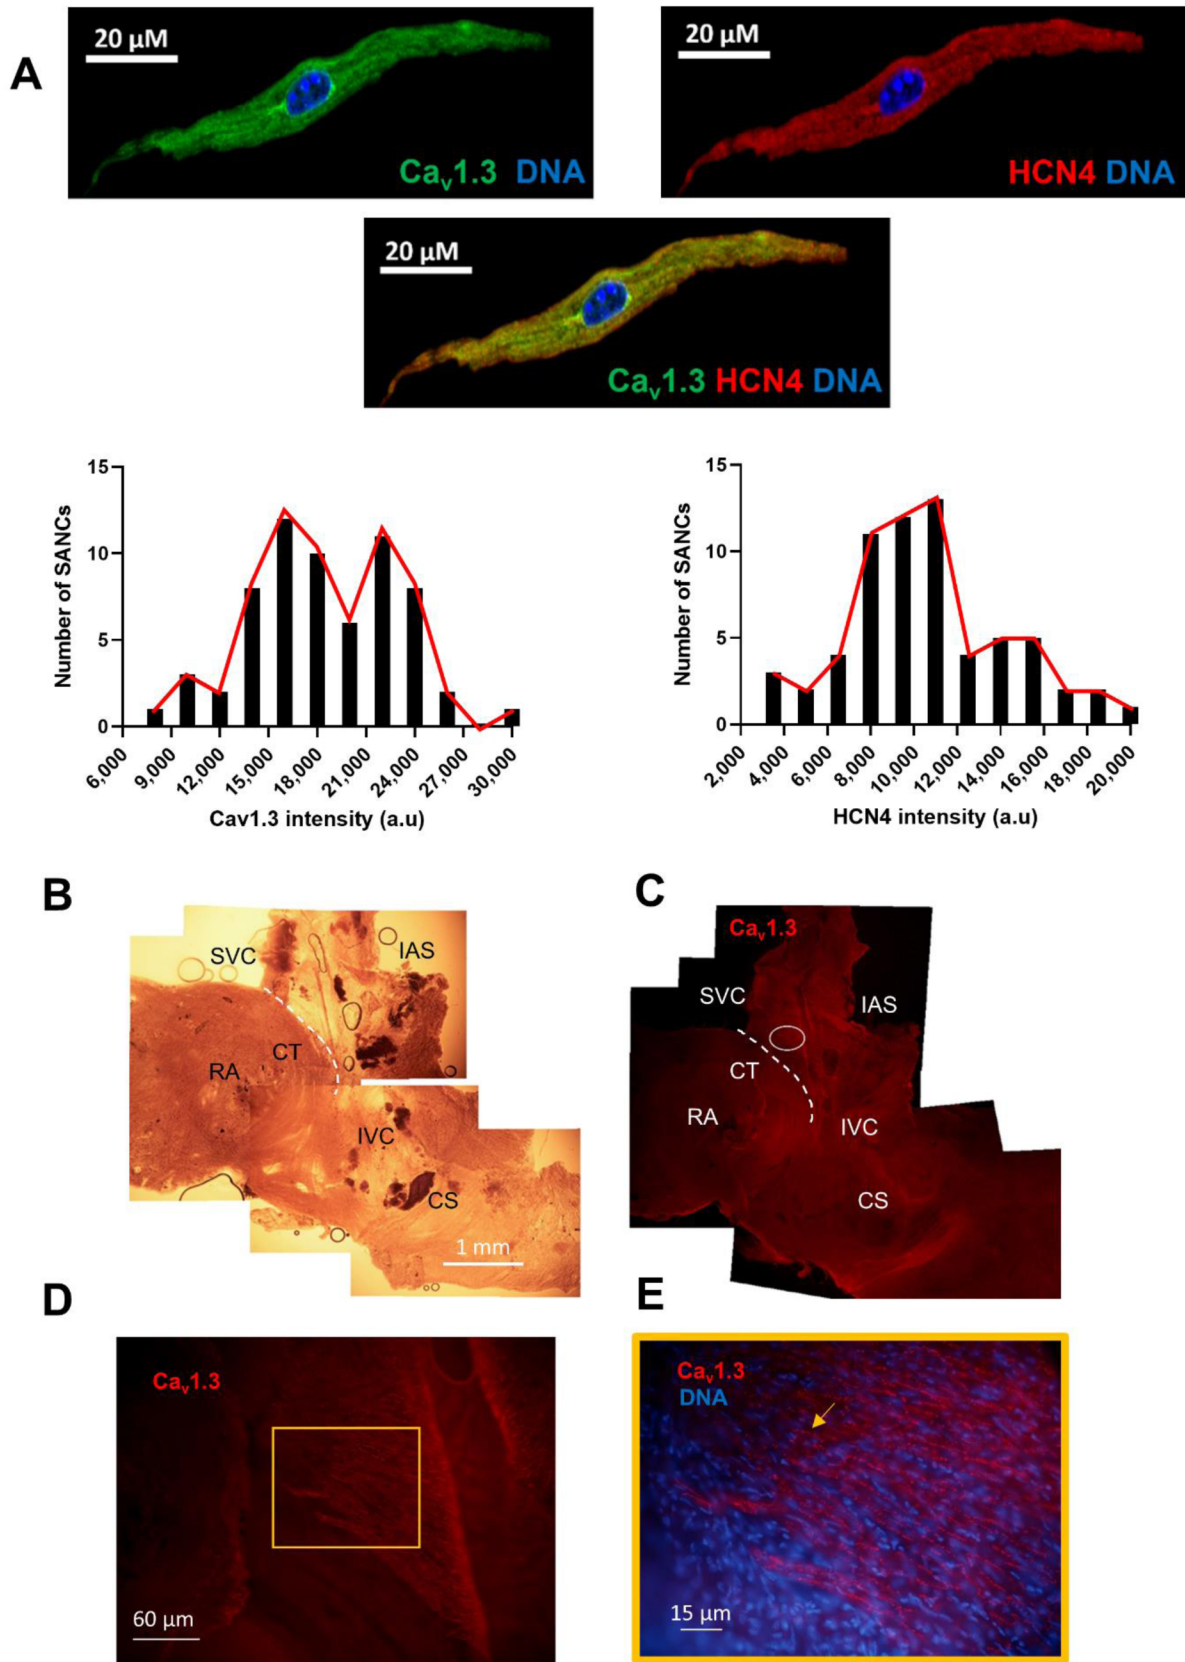 A
20 µM
Caᵥ1.3 DNA
20 µM
HCN4 DNA
20 µM
Caᵥ1.3 HCN4 DNA
Number of SANCs
15
10
5
0
6,000
9,000
12,000
15,000
18,000
21,000
24,000
27,000
30,000
Cav1.3 intensity (a.u)
Number of SANCs
15
10
5
0
2,000
4,000
6,000
8,000
10,000
12,000
14,000
16,000
18,000
20,000
HCN4 intensity (a.u)
B
SVC
IAS
CT
RA
IVC
CS
1 mm
C
Caᵥ1.3
SVC
IAS
CT
RA
IVC
CS
D
Caᵥ1.3
60 µm
E
Caᵥ1.3
DNA
15 µm